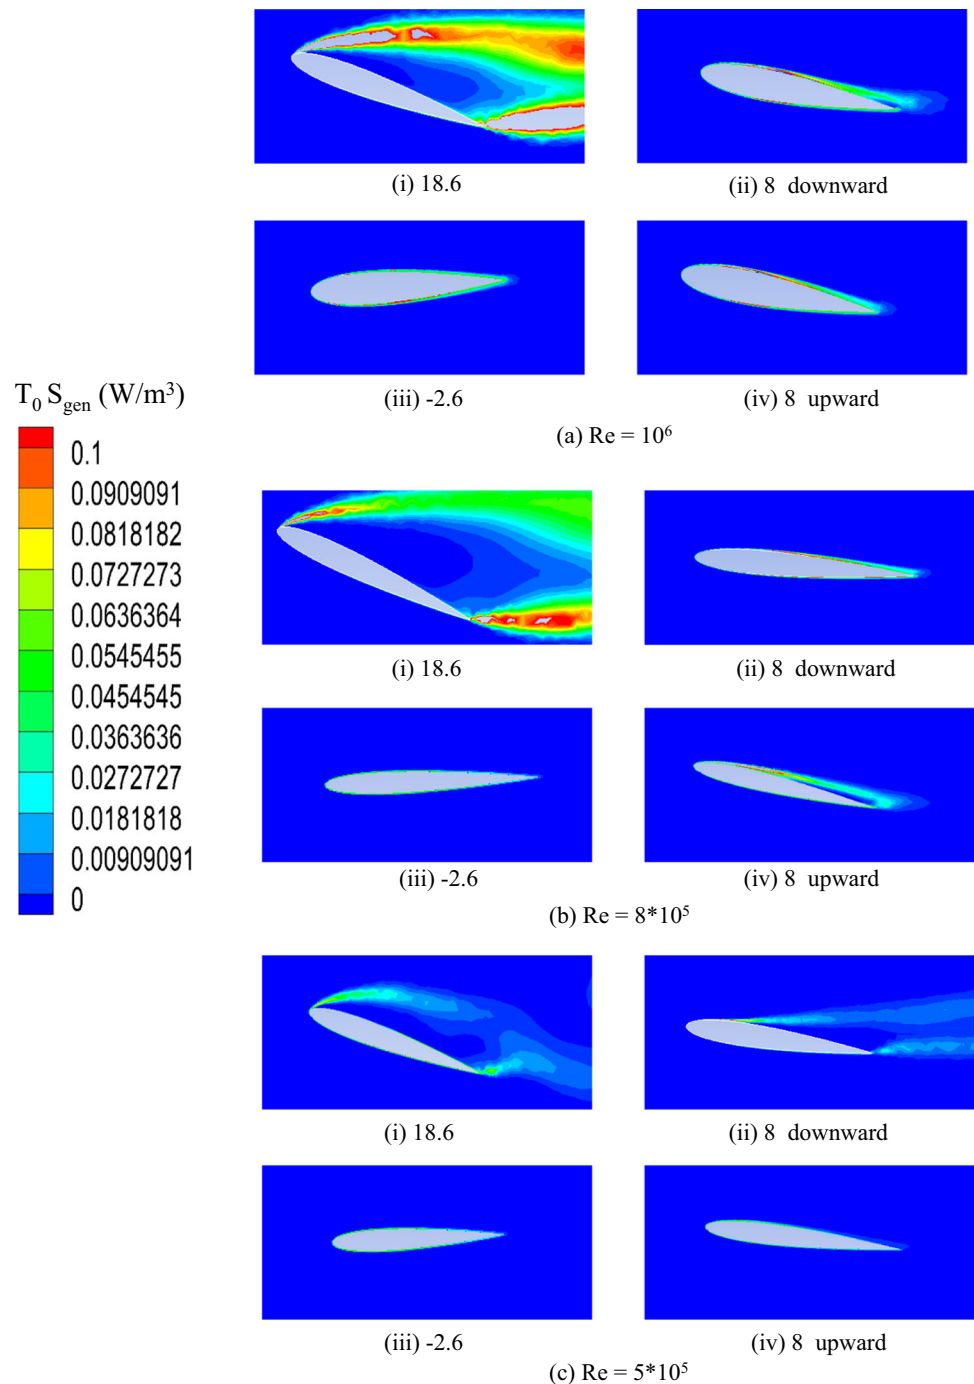 (i) 18.6
(ii) 8 downward
(iii) -2.6
(iv) 8 upward
(a) Re = 10⁶
T₀ S_gen (W/m³)
0.1
0.0909091
0.0818182
0.0727273
0.0636364
0.0545455
0.0454545
0.0363636
0.0272727
0.0181818
0.00909091
0
(i) 18.6
(ii) 8 downward
(iii) -2.6
(iv) 8 upward
(b) Re = 8*10⁵
(i) 18.6
(ii) 8 downward
(iii) -2.6
(iv) 8 upward
(c) Re = 5*10⁵